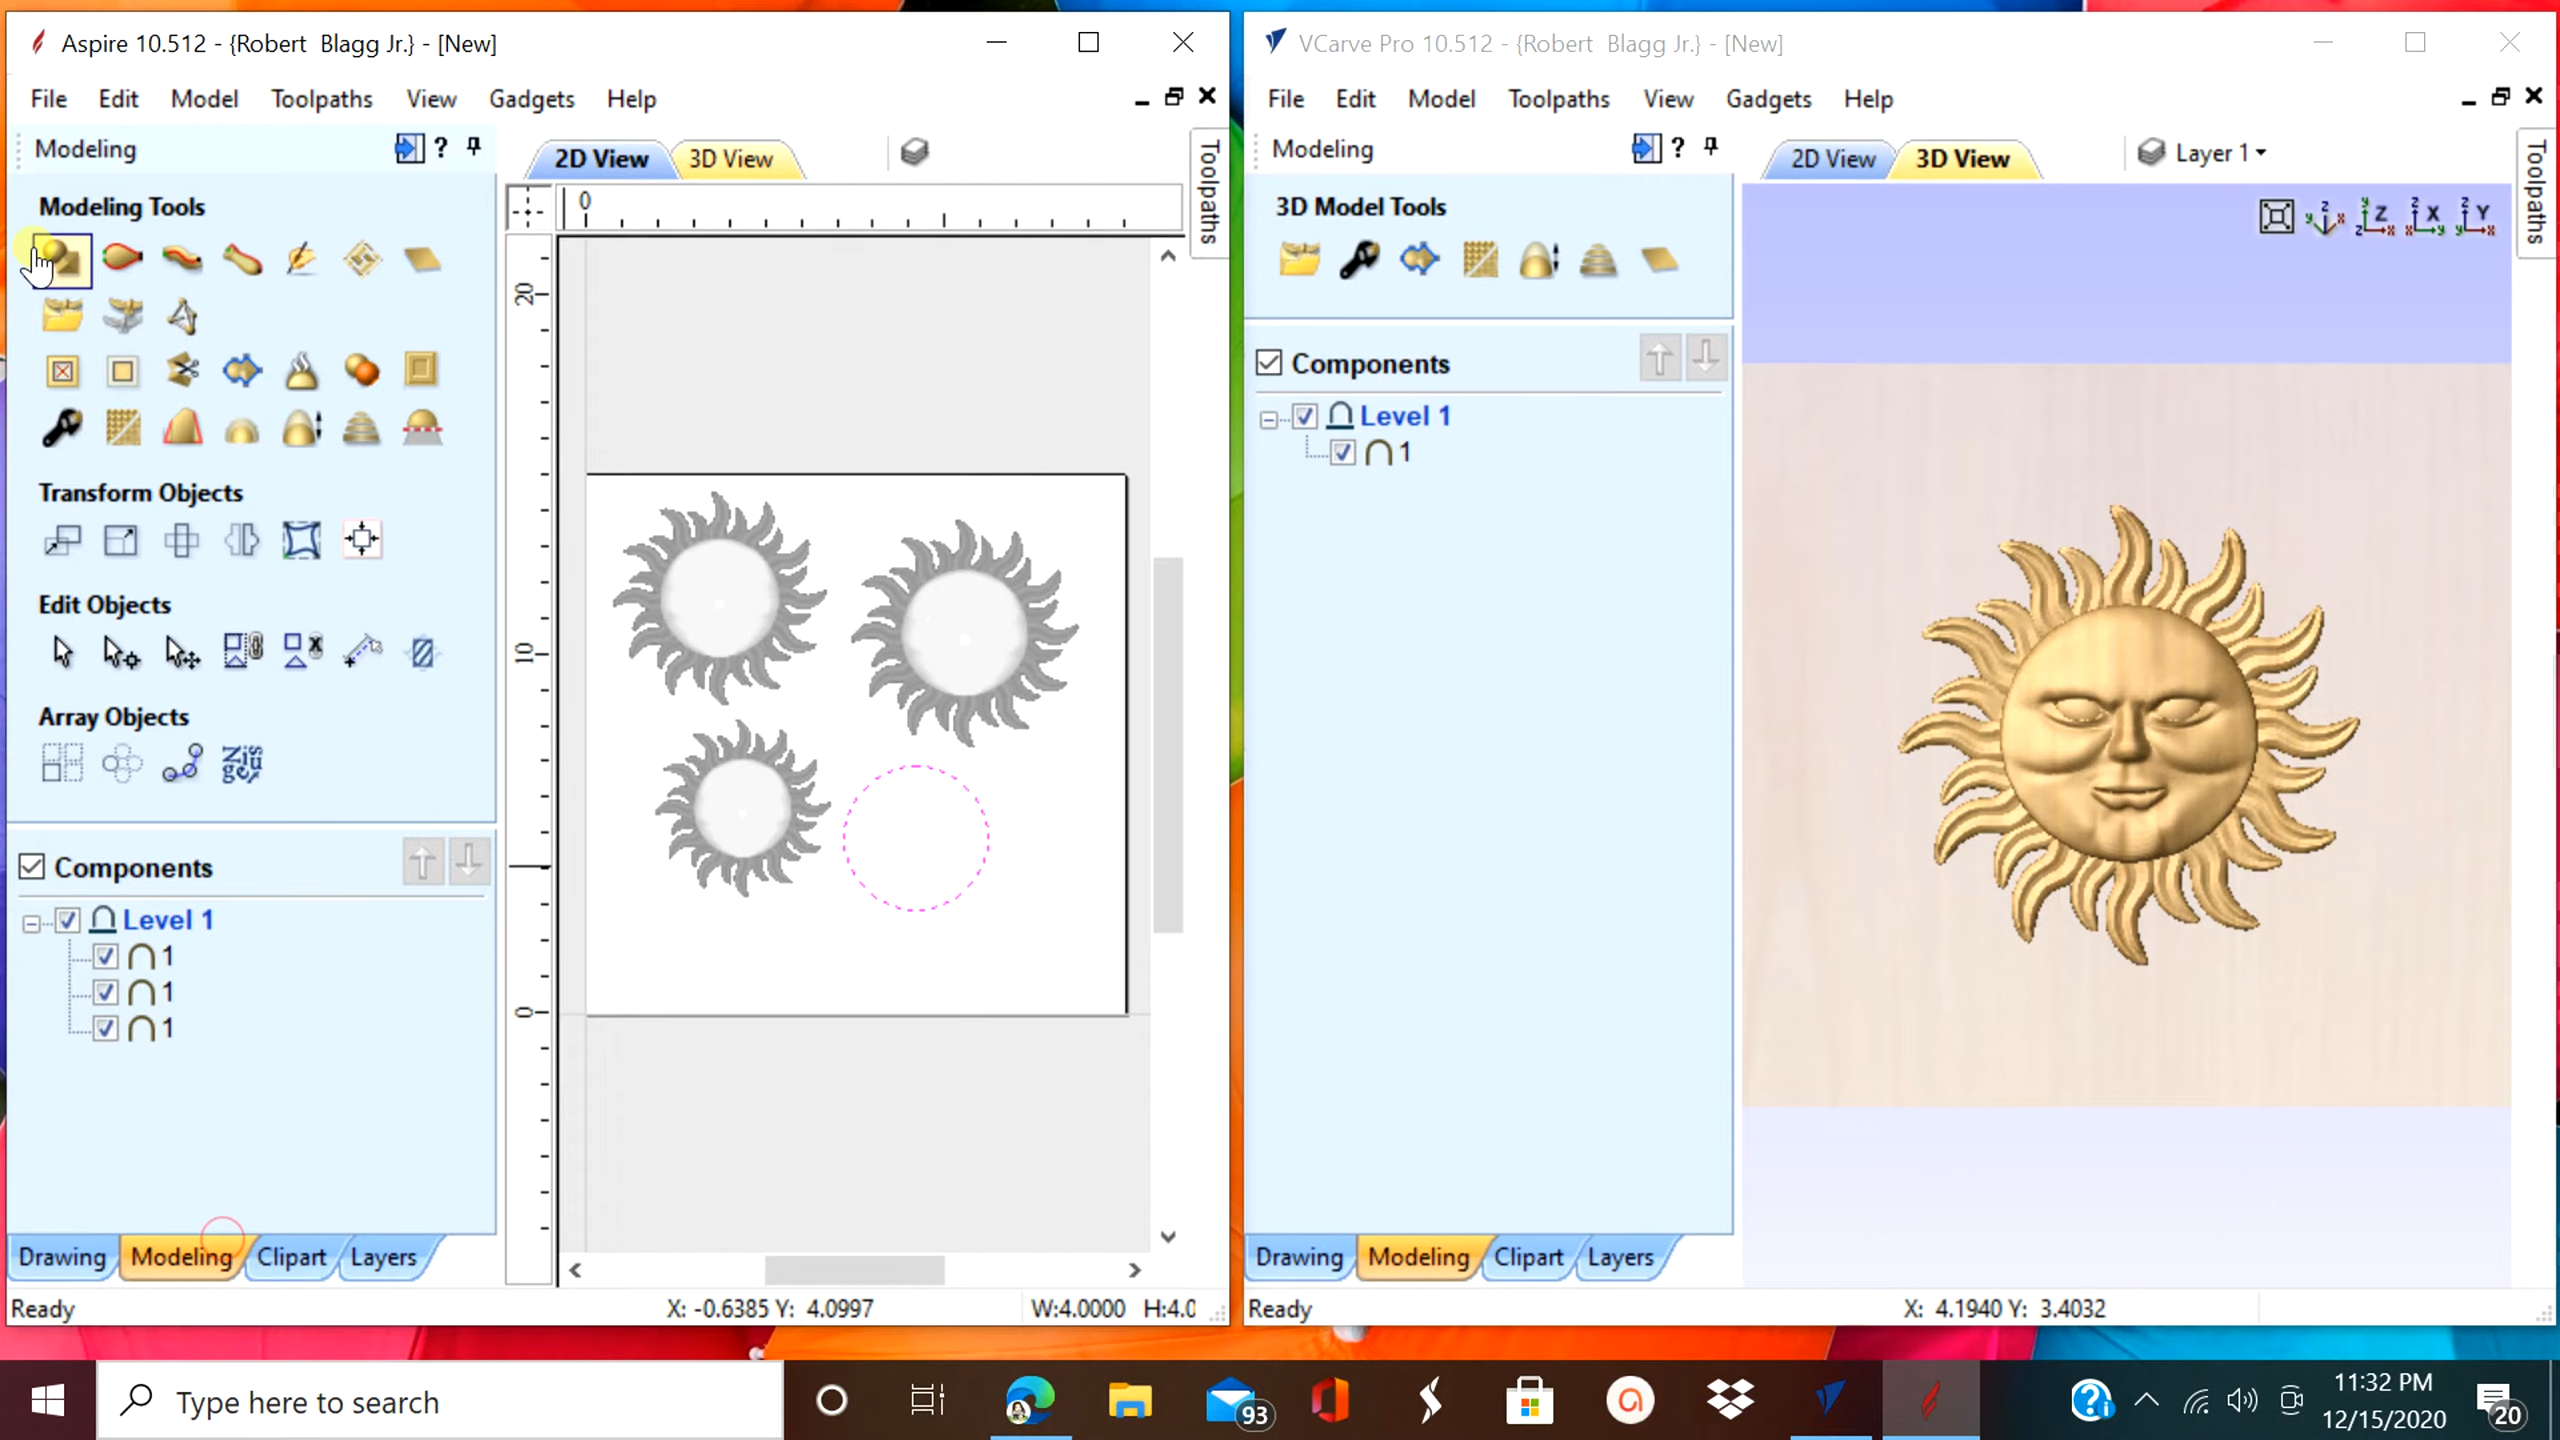 Aspire 10.512 - {Robert Blagg Jr.} - [New]
File Edit Model Toolpaths View Gadgets Help
Modeling ?
2D View 3D View
Toolpaths
Modeling Tools
Transform Objects
Edit Objects
Array Objects
Components
Level 1
1
1
1
Drawing Modeling Clipart Layers
0
20
10
0
Ready X: -0.6385 Y: 4.0997 W:4.0000 H:4.0
VCarve Pro 10.512 - {Robert Blagg Jr.} - [New]
File Edit Model Toolpaths View Gadgets Help
Modeling ?
2D View 3D View Layer 1
Toolpaths
3D Model Tools
Components
Level 1
1
Drawing Modeling Clipart Layers
Ready X: 4.1940 Y: 3.4032
Type here to search
93
11:32 PM
12/15/2020
20